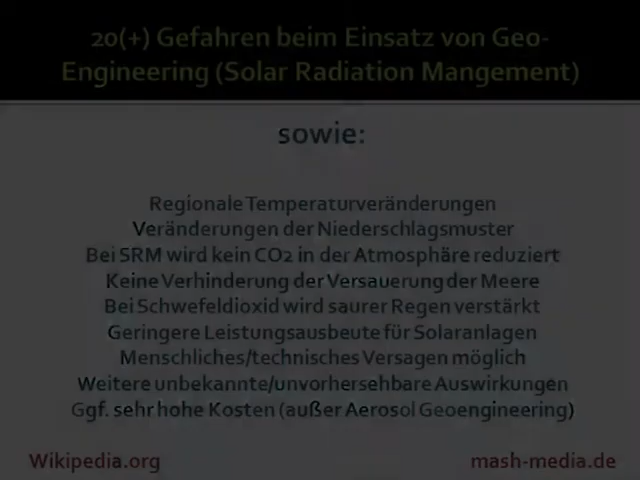 20(+) Gefahren beim Einsatz von Geo-
Engineering (Solar Radiation Mangement)
sowie:
Regionale Temperaturveränderungen
Veränderungen der Niederschlagsmuster
Bei SRM wird kein CO2 in der Atmosphäre reduziert
Keine Verhinderung der Versauerung der Meere
Bei Schwefeldioxid wird saurer Regen verstärkt
Geringere Leistungsausbeute für Solaranlagen
Menschliches/technisches Versagen möglich
Weitere unbekannte/unvorhersehbare Auswirkungen
Ggf. sehr hohe Kosten (außer Aerosol Geoengineering)
Wikipedia.org
mash-media.de